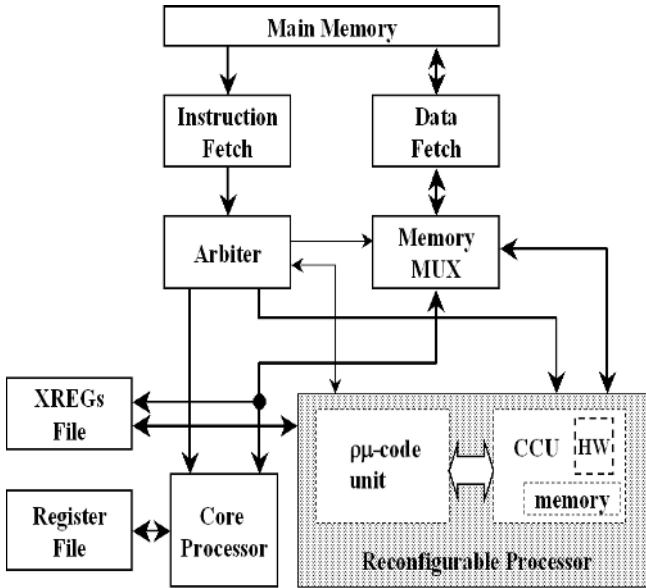 Main Memory
Instruction
Fetch
Data
Fetch
Arbiter
Memory
MUX
XREGs
File
ρμ-code
unit
CCU
HW
memory
Register
File
Core
Processor
Reconfigurable Processor